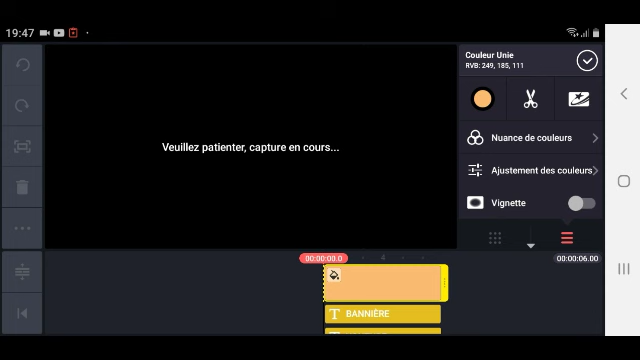 19:47
Couleur Unie
RVB: 249, 185, 111
Veuillez patienter, capture en cours...
Nuance de couleurs
Ajustement des couleurs
Vignette
00:00:00.0
4
00:00:06.00
T BANNIÈRE